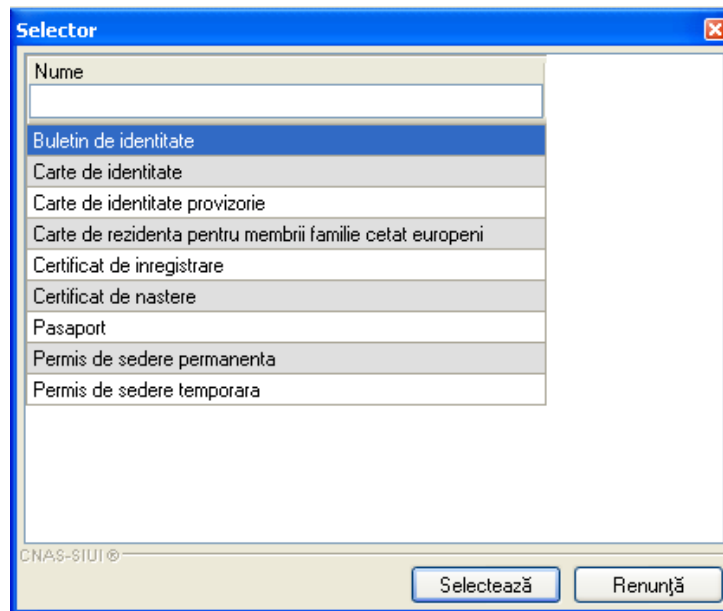 Selector
Nume
Buletin de identitate
Carte de identitate
Carte de identitate provizorie
Carte de rezidenta pentru membrii familie cetat europeni
Certificat de inregistrare
Certificat de nastere
Pasaport
Permis de sedere permanenta
Permis de sedere temporara
CNAS-SIUI®
Selectează Renunţă